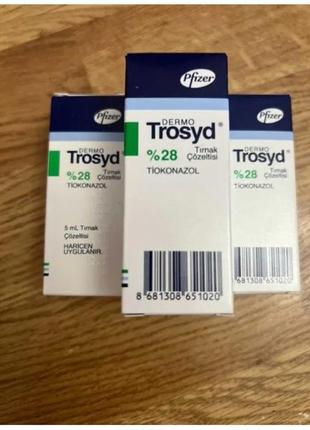 Pfizer
DERMO
Trosyd®
%28 Tırnak
Çözeltisi
TİOKONAZOL
5 mL Tırnak
Çözeltisi
HARİCEN
UYGULANIR.
Pfizer
DERMO
Trosyd®
%28 Tırnak
Çözeltisi
TİOKONAZOL
8 681308 651020
Pfizer
DERMO
Trosyd®
%28 Tırnak
Çözeltisi
TİOKONAZOL
681308 651020